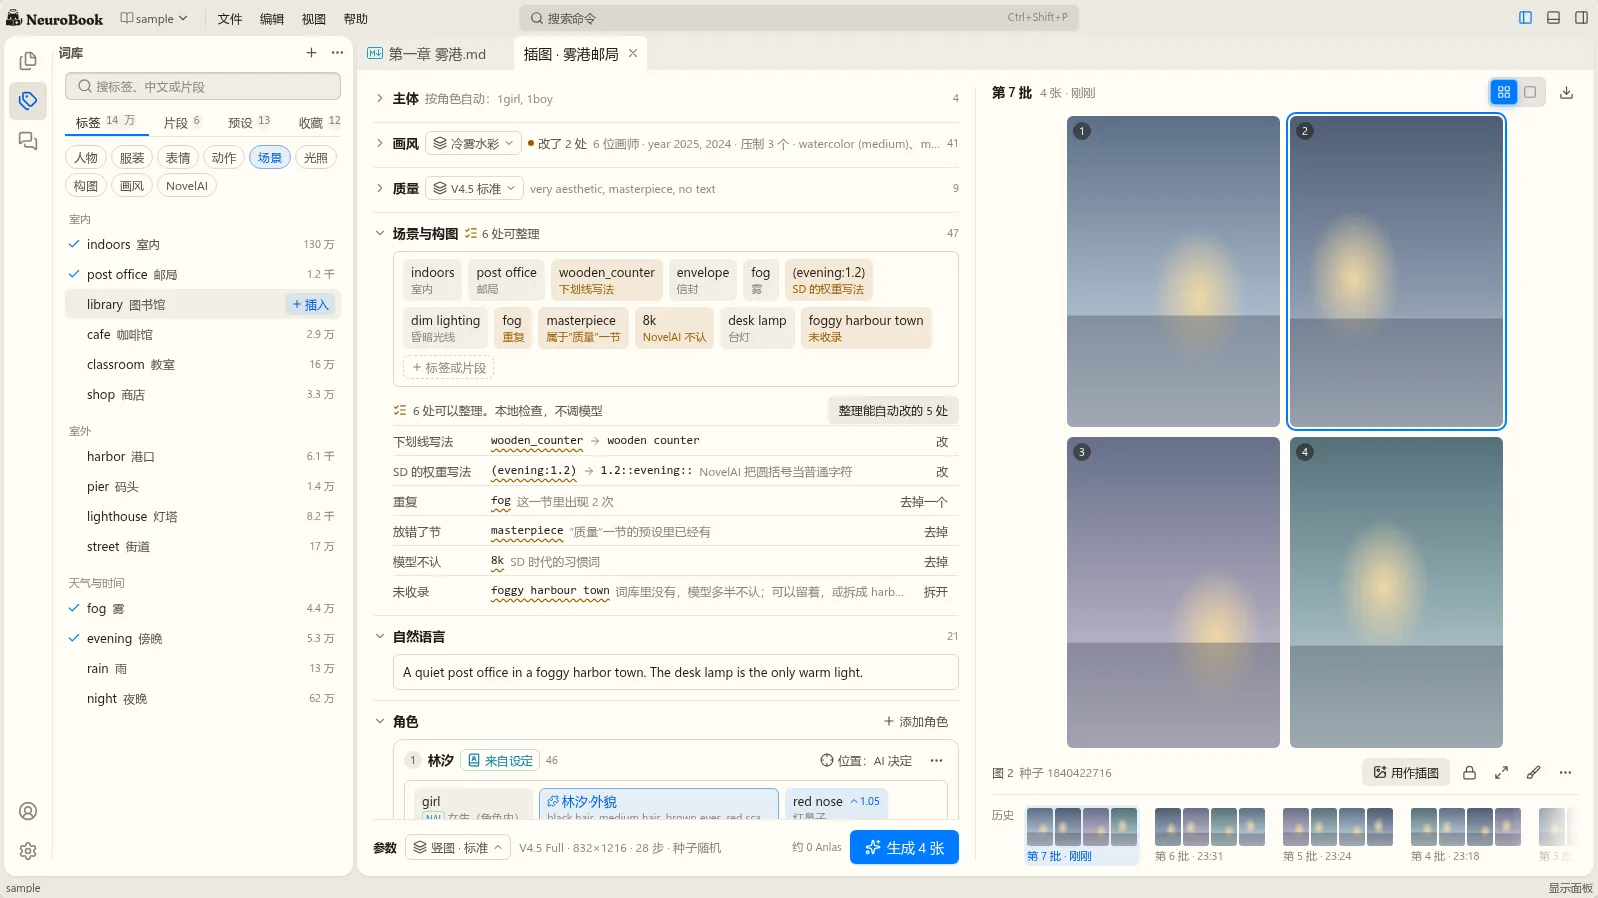 NeuroBook
sample
文件 编辑 视图 帮助
搜索命令
Ctrl+Shift+P
词库
搜标签、中文或片段
标签 14 万 片段 6 预设 13 收藏 12
人物 服装 表情 动作 场景 光照
构图 画风 NovelAI
室内
indoors 室内 130 万
post office 邮局 1.2 千
library 图书馆 + 插入
cafe 咖啡馆 2.9 万
classroom 教室 16 万
shop 商店 3.3 万
室外
harbor 港口 6.1 千
pier 码头 1.4 万
lighthouse 灯塔 8.2 千
street 街道 17 万
天气与时间
fog 雾 4.4 万
evening 傍晚 5.3 万
rain 雨 13 万
night 夜晚 62 万
第一章 雾港.md
插图 · 雾港邮局
主体 按角色自动：1girl, 1boy 4
画风 冷雾水彩 改了 2 处 6 位画师 · year 2025, 2024 · 压制 3 个 · watercolor (medium)、m... 41
质量 V4.5 标准 very aesthetic, masterpiece, no text 9
场景与构图 6 处可整理 47
indoors 室内
post office 邮局
wooden_counter 下划线写法
envelope 信封
fog 雾
(evening:1.2) SD 的权重写法
dim lighting 昏暗光线
fog 重复
masterpiece 属于“质量”一节
8k NovelAI 不认
desk lamp 台灯
foggy harbour town 未收录
+ 标签或片段
6 处可以整理。本地检查，不调模型 整理能自动改的 5 处
下划线写法 wooden_counter → wooden counter 改
SD 的权重写法 (evening:1.2) → 1.2::evening:: NovelAI 把圆括号当普通字符 改
重复 fog 这一节里出现 2 次 去掉一个
放错了节 masterpiece “质量”一节的预设里已经有 去掉
模型不认 8k SD 时代的习惯词 去掉
未收录 foggy harbour town 词库里没有，模型多半不认；可以留着，或拆成 harb... 拆开
自然语言 21
A quiet post office in a foggy harbor town. The desk lamp is the only warm light.
角色 + 添加角色
1 林汐 来自设定 46 位置：AI 决定
girl
NAI 女生（角色内）
林汐·外貌
black hair, medium hair, brown eyes, red sca
red nose 1.05
红鼻子
参数 竖图 · 标准 V4.5 Full · 832×1216 · 28 步 · 种子随机 约 0 Anlas 生成 4 张
第 7 批 4 张 · 刚刚
1
2
3
4
图 2 种子 1840422716 用作插图
历史
第 7 批 · 刚刚
第 6 批 · 23:31
第 5 批 · 23:24
第 4 批 · 23:18
第 3 批
sample
显示面板